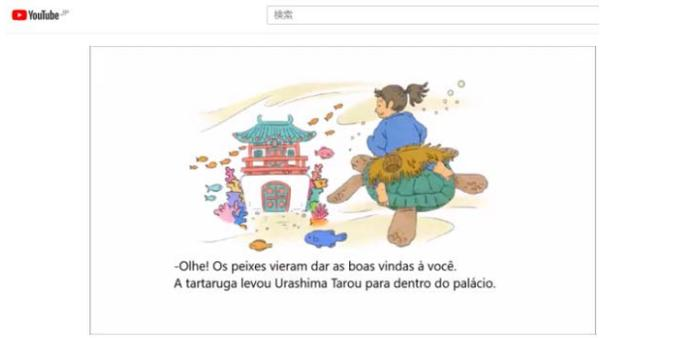 YouTube JP
検索
-Olhe! Os peixes vieram dar as boas vindas à você.
A tartaruga levou Urashima Tarou para dentro do palácio.